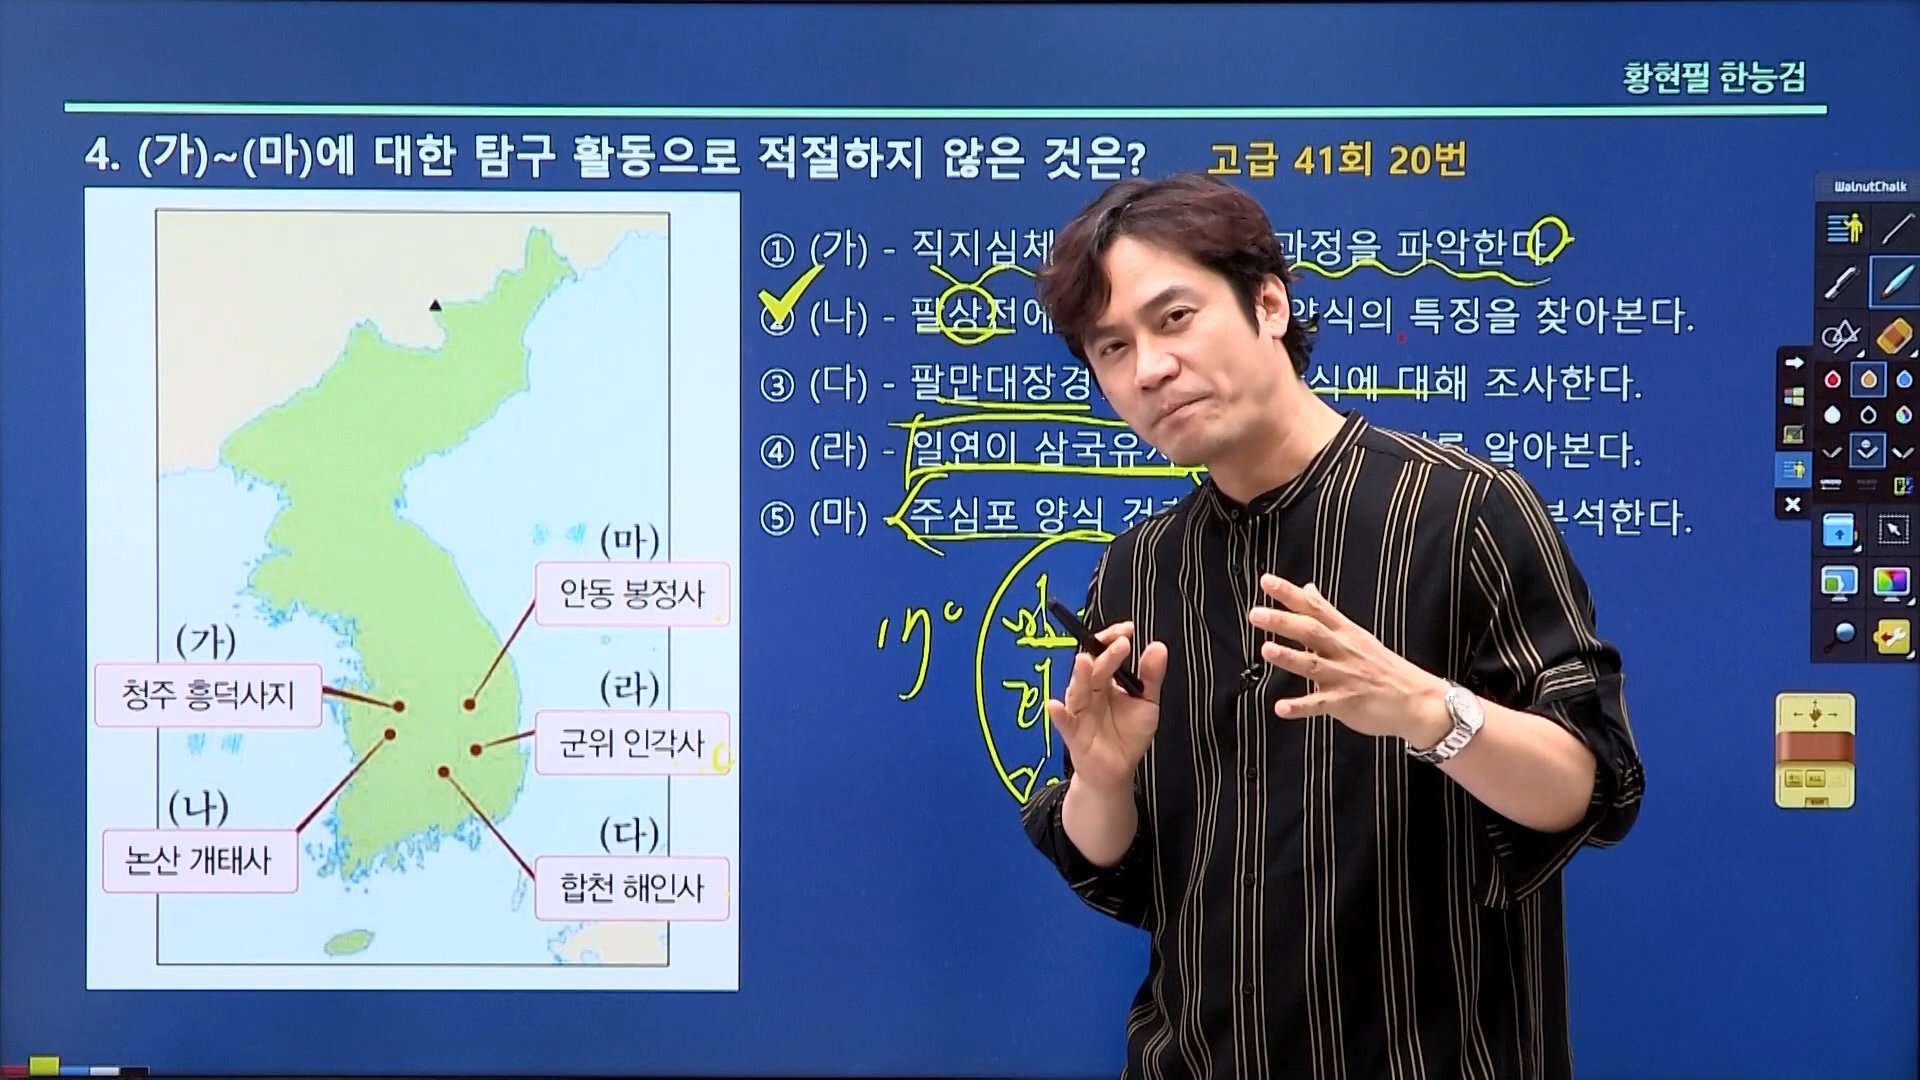 황현필 한능검
4. (가)~(마)에 대한 탐구 활동으로 적절하지 않은 것은? 고급 41회 20번
① (가) - 직지심체 과정을 파악한다.
② (나) - 필상전에 양식의 특징을 찾아본다.
③ (다) - 팔만대장경 식에 대해 조사한다.
④ (라) - 일연이 삼국유사 를 알아본다.
⑤ (마) - 주심포 양식 건 분석한다.
동해
(마)
안동 봉정사
(가)
청주 흥덕사지
(라)
군위 인각사
황해
(나)
논산 개태사
(다)
합천 해인사
WalnutChalk